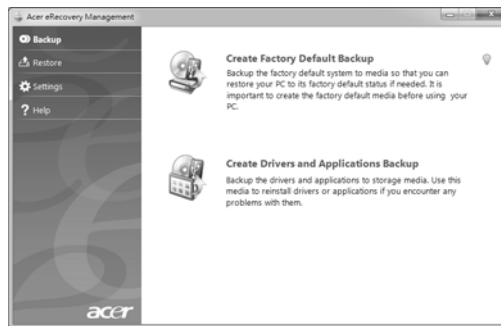 Acer eRecovery Management
Backup
Restore
Settings
Help
Create Factory Default Backup
Backup the factory default system to media so that you can
restore your PC to its factory default status if needed. It is
important to create the factory default media before using your
PC.
Create Drivers and Applications Backup
Backup the drivers and applications to storage media. Use this
media to reinstall drivers or applications if you encounter any
problems with them.
acer